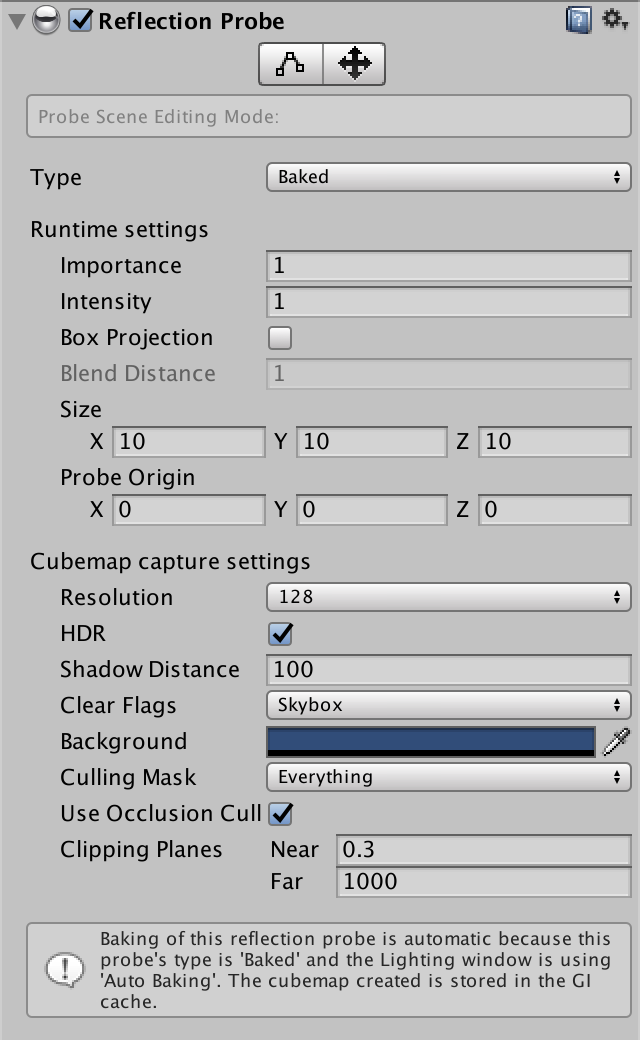 Reflection Probe
Probe Scene Editing Mode:
Type Baked
Runtime settings
Importance 1
Intensity 1
Box Projection
Blend Distance 1
Size
X 10 Y 10 Z 10
Probe Origin
X 0 Y 0 Z 0
Cubemap capture settings
Resolution 128
HDR
Shadow Distance 100
Clear Flags Skybox
Background
Culling Mask Everything
Use Occlusion Cull
Clipping Planes Near 0.3
Far 1000
Baking of this reflection probe is automatic because this
probe's type is 'Baked' and the Lighting window is using
'Auto Baking'. The cubemap created is stored in the GI
cache.